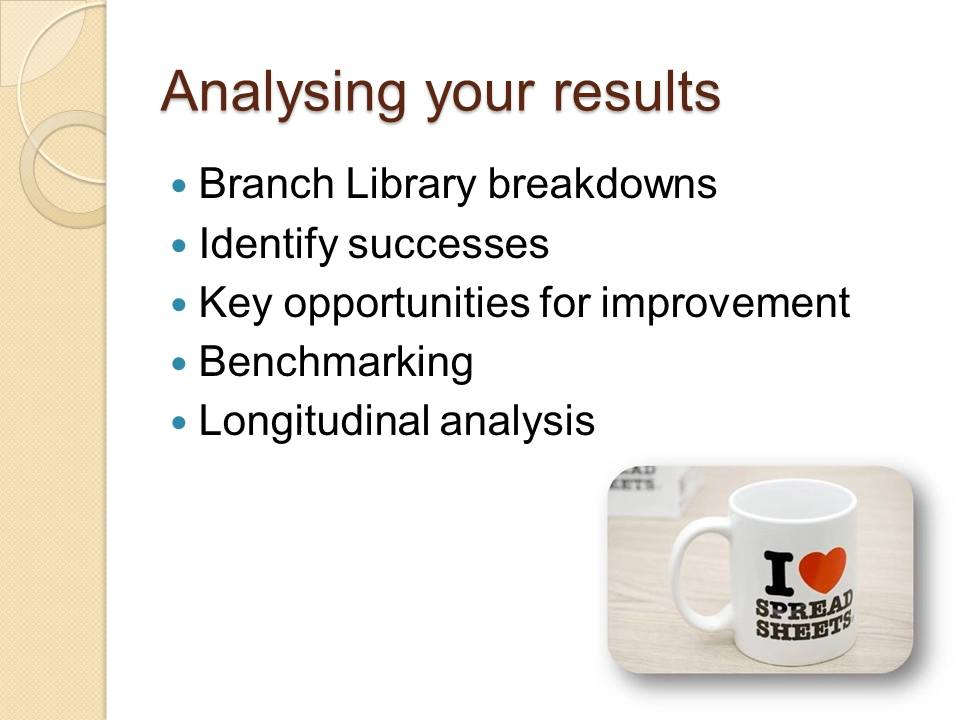 Analysing your results
Branch Library breakdowns
Identify successes
Key opportunities for improvement
Benchmarking
Longitudinal analysis
I
SPREAD
SHEETS